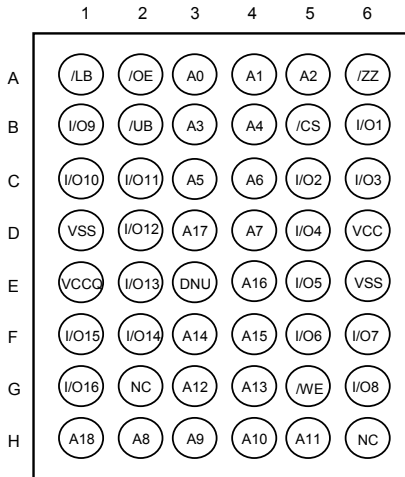 1 2 3 4 5 6
A /LB /OE A0 A1 A2 /ZZ
B I/O9 /UB A3 A4 /CS I/O1
C I/O10 I/O11 A5 A6 I/O2 I/O3
D VSS I/O12 A17 A7 I/O4 VCC
E VCCQ I/O13 DNU A16 I/O5 VSS
F I/O15 I/O14 A14 A15 I/O6 I/O7
G I/O16 NC A12 A13 /WE I/O8
H A18 A8 A9 A10 A11 NC